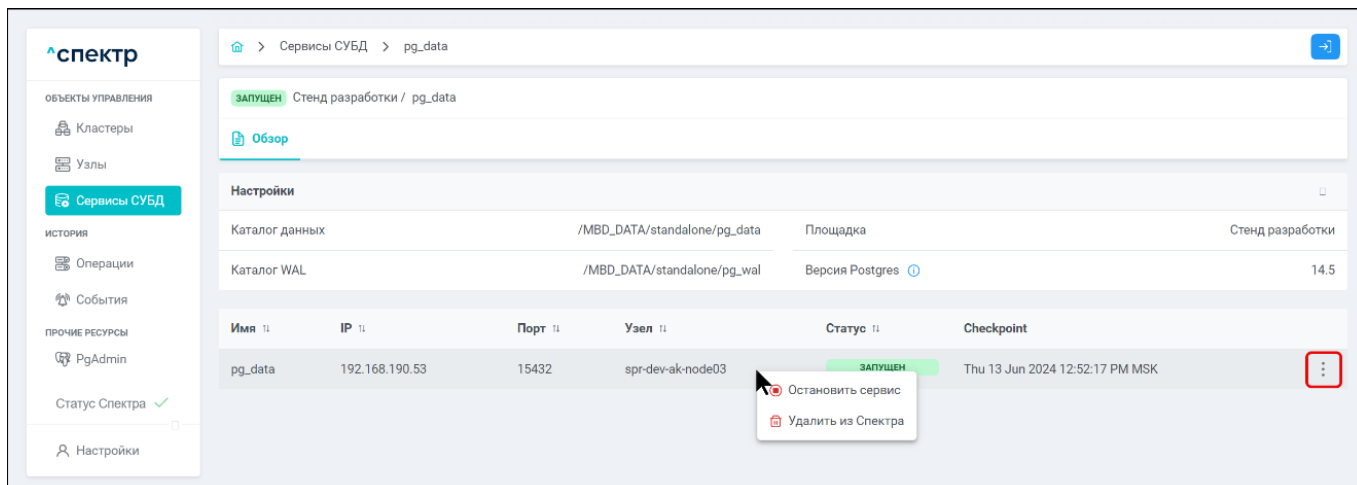 ^спектр
ОБЪЕКТЫ УПРАВЛЕНИЯ
Кластеры
Узлы
Сервисы СУБД
ИСТОРИЯ
Операции
События
ПРОЧИЕ РЕСУРСЫ
PgAdmin
Статус Спектра
Настройки
> Сервисы СУБД > pg_data
ЗАПУЩЕН Стенд разработки / pg_data
Обзор
Настройки
Каталог данных /MBD_DATA/standalone/pg_data Площадка Стенд разработки
Каталог WAL /MBD_DATA/standalone/pg_wal Версия Postgres 14.5
Имя IP Порт Узел Статус Checkpoint
pg_data 192.168.190.53 15432 spr-dev-ak-node03 ЗАПУЩЕН Thu 13 Jun 2024 12:52:17 PM MSK
Остановить сервис
Удалить из Спектра